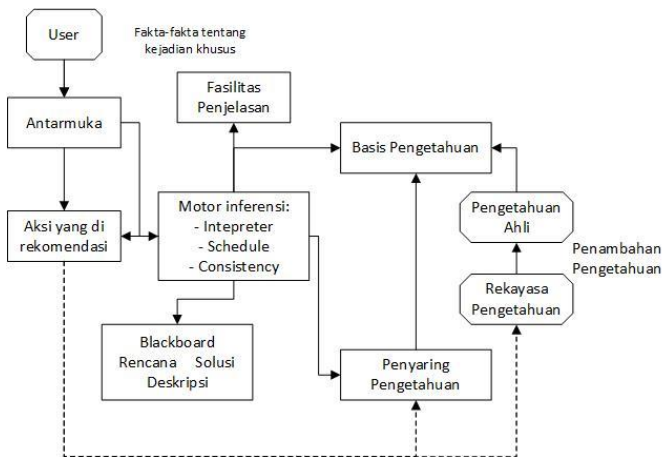 User
Fakta-fakta tentang
kejadian khusus
Antarmuka
Fasilitas
Penjelasan
Basis Pengetahuan
Aksi yang di
rekomendasi
Motor inferensi:
- Intepreter
- Schedule
- Consistency
Pengetahuan
Ahli
Penambahan
Pengetahuan
Rekayasa
Pengetahuan
Blackboard
Rencana Solusi
Deskripsi
Penyaring
Pengetahuan